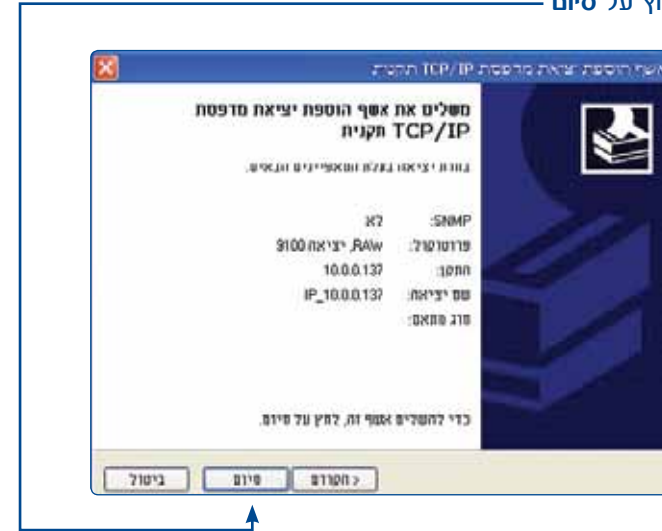 על סיום
אשף הוספת יציאת מדפסת TCP/IP תקנית
משלים את אשף הוספת יציאת מדפסת
TCP/IP תקנית
בחרת יציאה בעלת המאפיינים הבאים.
SNMP: לא
פרוטוקול: RAW, יציאה 9100
התקן: 10.0.0.137
שם יציאה: IP_10.0.0.137
סוג מתאם:
כדי להשלים אשף זה, לחץ על סיום.
< הקודם
סיום
ביטול